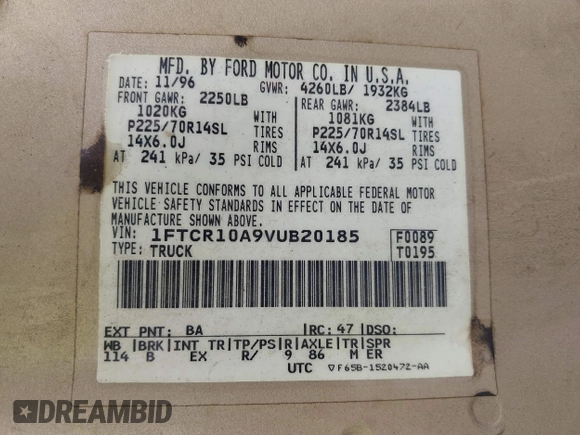 MFD. BY FORD MOTOR CO. IN U.S.A.
DATE: 11/96 GVWR: 4260LB/ 1932KG
FRONT GAWR: 2250LB REAR GAWR: 2384LB
1020KG WITH 1081KG WITH
P225/70R14SL TIRES P225/70R14SL TIRES
14X6.0J RIMS 14X6.0J RIMS
AT 241 kPa/ 35 PSI COLD AT 241 kPa/ 35 PSI COLD
THIS VEHICLE CONFORMS TO ALL APPLICABLE FEDERAL MOTOR
VEHICLE SAFETY STANDARDS IN EFFECT ON THE DATE OF
MANUFACTURE SHOWN ABOVE.
VIN: 1FTCR10A9VUB20185 F0089
TYPE: TRUCK T0195
EXT PNT: BA RC: 47 DSO:
WB BRK INT TR TP/PS R AXLE TR SPR
114 B EX R/ 9 86 M ER
UTC ▽F65B-1520472-AA
DREAMBID